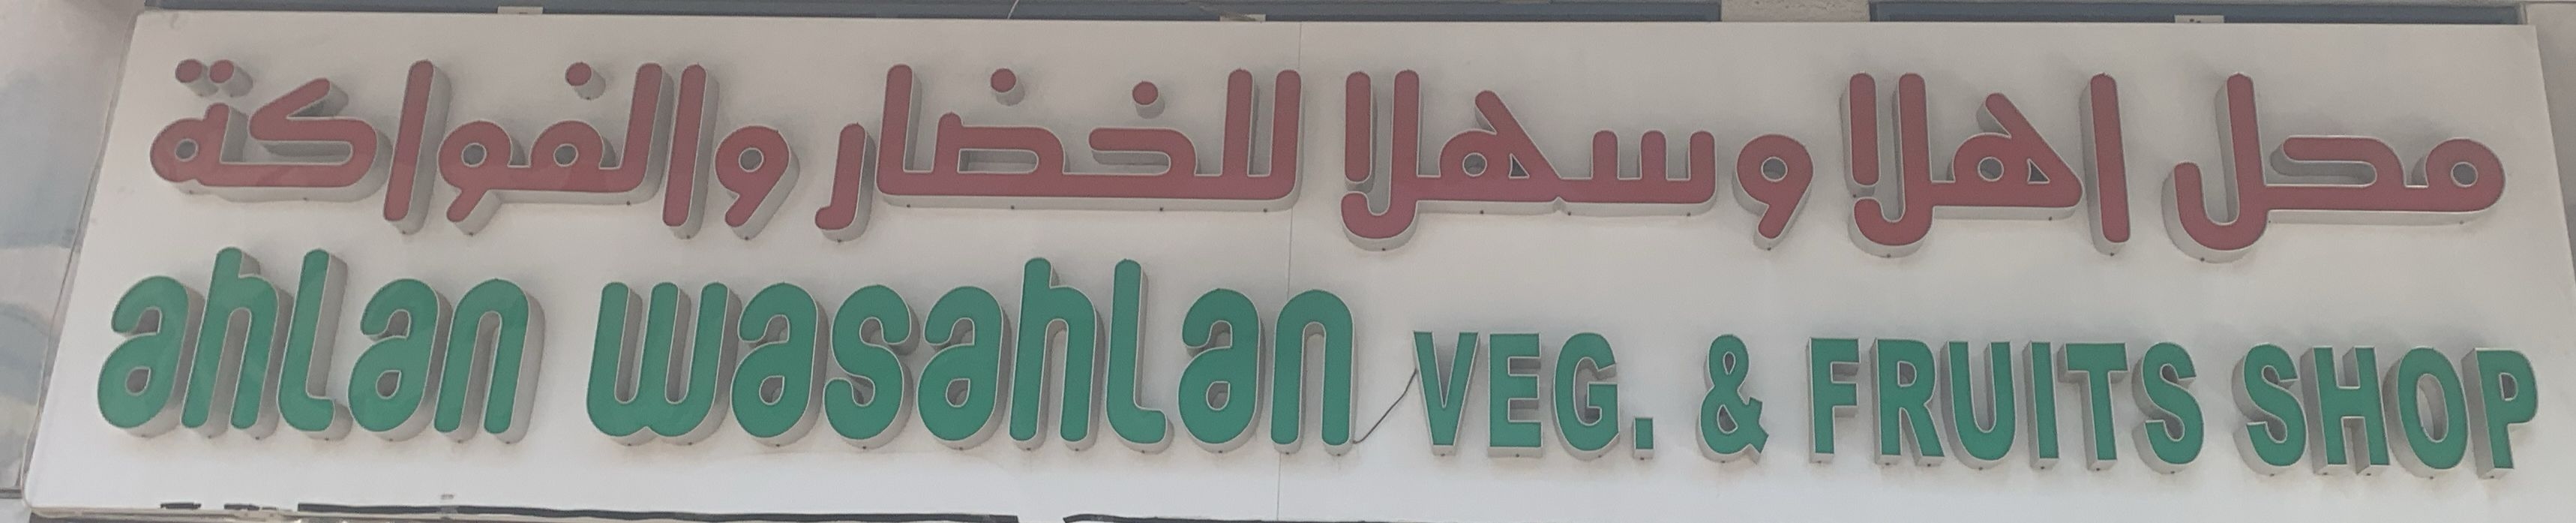 محل اهلا وسهلا للخضار والفواكة
ahlan wasahlan VEG. & FRUITS SHOP